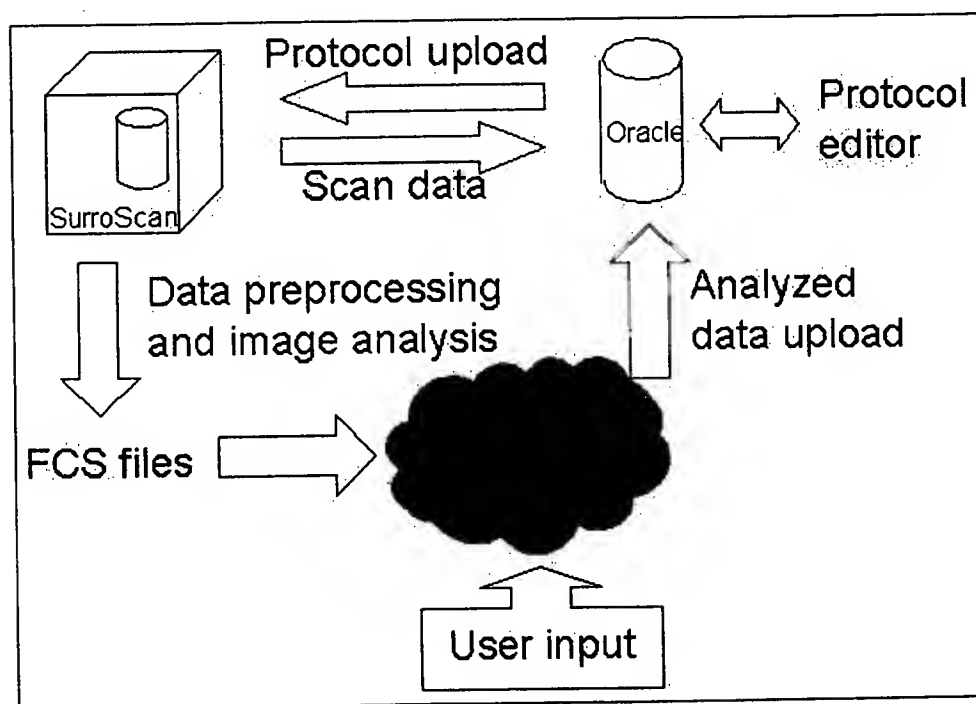 Protocol upload
Scan data
SurroScan
Oracle
Protocol
editor
Data preprocessing
and image analysis
Analyzed
data upload
FCS files
User input